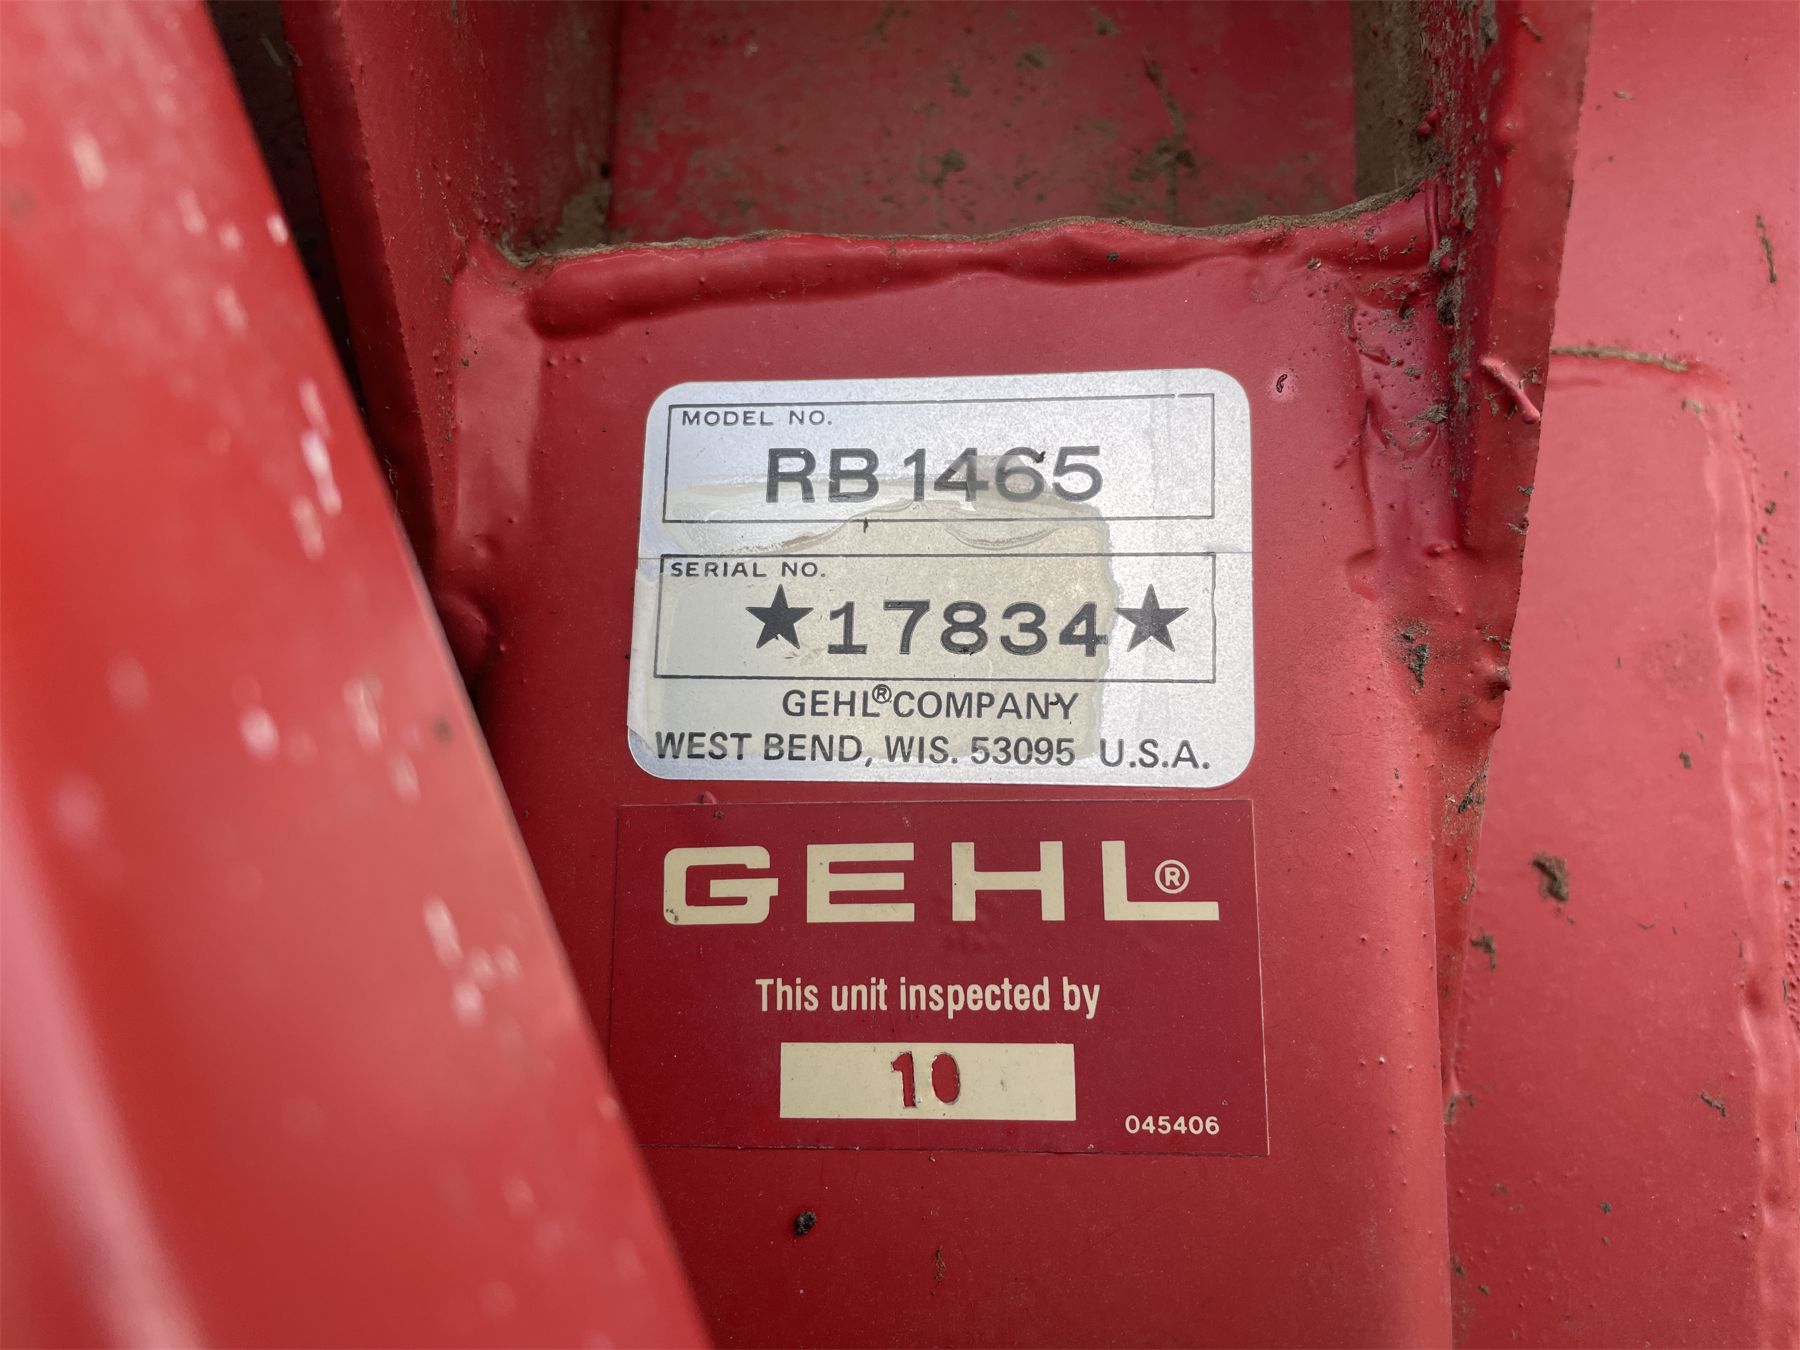 MODEL NO.
RB1465
SERIAL NO.
★17834★
GEHL® COMPANY
WEST BEND, WIS. 53095 U.S.A.
GEHL®
This unit inspected by
10
045406